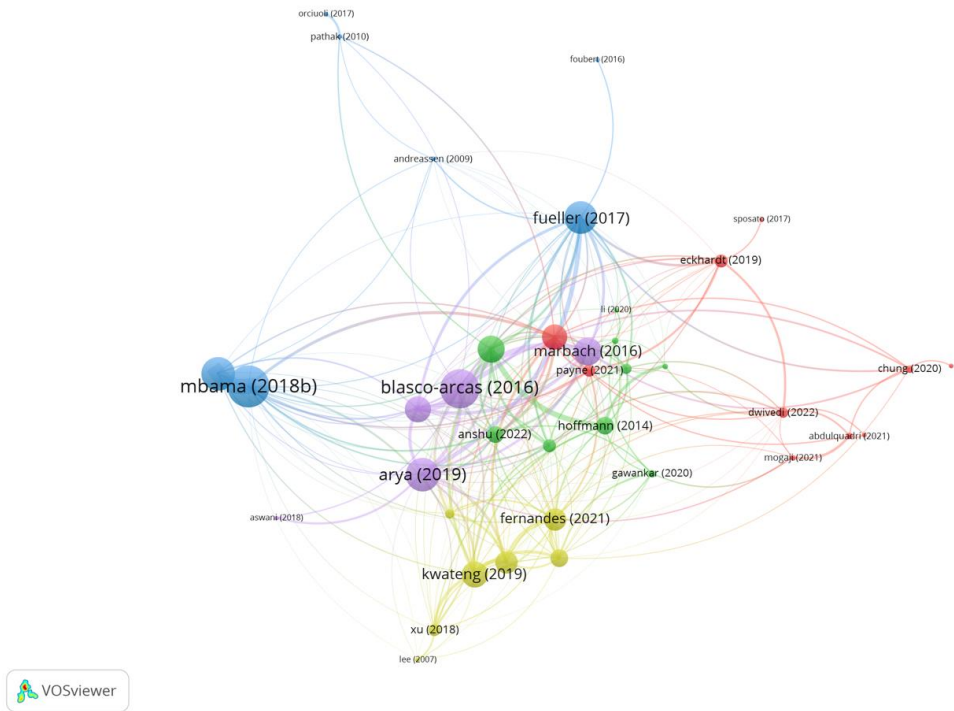 orciuoli (2017)
pathak (2010)
foubert (2016)
andreassen (2009)
fueller (2017)
sposato (2017)
eckhardt (2019)
li (2020)
marbach (2016)
payne (2021)
chung (2020)
mbama (2018b)
blasco-arcas (2016)
dwivedi (2022)
hoffmann (2014)
anshu (2022)
abdulquadri (2021)
mogaji (2021)
gawankar (2020)
arya (2019)
aswani (2018)
fernandes (2021)
kwateng (2019)
xu (2018)
lee (2007)
VOSviewer